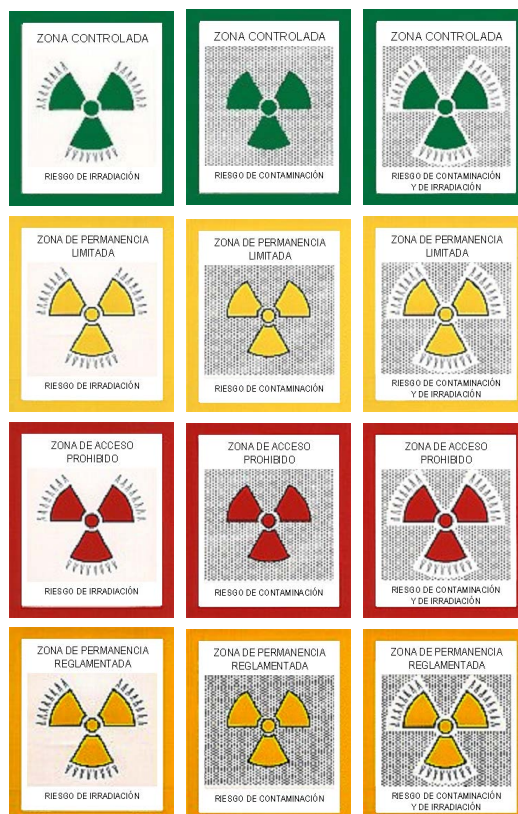 ZONA CONTROLADA
RIESGO DE IRRADIACIÓN
ZONA CONTROLADA
RIESGO DE CONTAMINACIÓN
ZONA CONTROLADA
RIESGO DE CONTAMINACIÓN
Y DE IRRADIACIÓN
ZONA DE PERMANENCIA
LIMITADA
RIESGO DE IRRADIACIÓN
ZONA DE PERMANENCIA
LIMITADA
RIESGO DE CONTAMINACIÓN
ZONA DE PERMANENCIA
LIMITADA
RIESGO DE CONTAMINACIÓN
Y DE IRRADIACIÓN
ZONA DE ACCESO
PROHIBIDO
RIESGO DE IRRADIACIÓN
ZONA DE ACCESO
PROHIBIDO
RIESGO DE CONTAMINACIÓN
ZONA DE ACCESO
PROHIBIDO
RIESGO DE CONTAMINACIÓN
Y DE IRRADIACIÓN
ZONA DE PERMANENCIA
REGLAMENTADA
RIESGO DE IRRADIACIÓN
ZONA DE PERMANENCIA
REGLAMENTADA
RIESGO DE CONTAMINACIÓN
ZONA DE PERMANENCIA
REGLAMENTADA
RIESGO DE CONTAMINACIÓN
Y DE IRRADIACIÓN